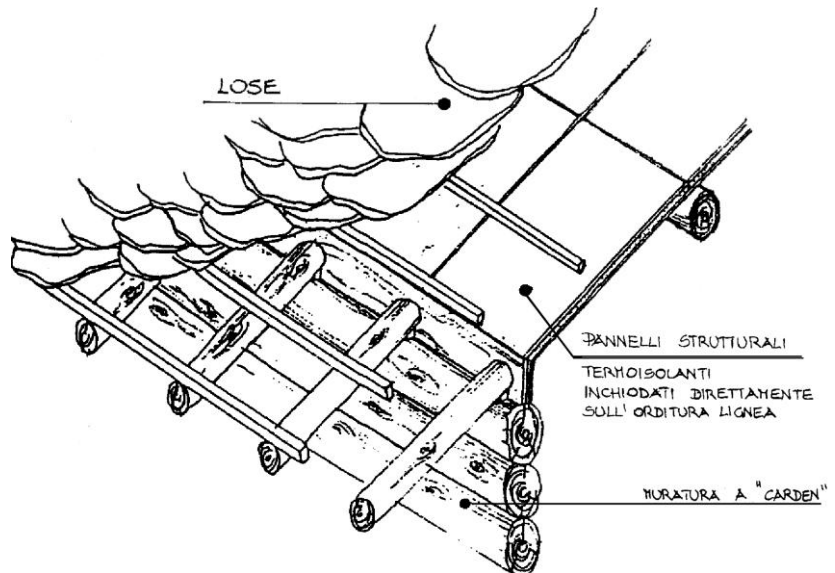 LOSE
PANNELLI STRUTTURALI
TERMOISOLANTI
INCHIODATI DIRETTAMENTE
SULL'ORDITURA LIGNEA
MURATURA A "CARDEN"